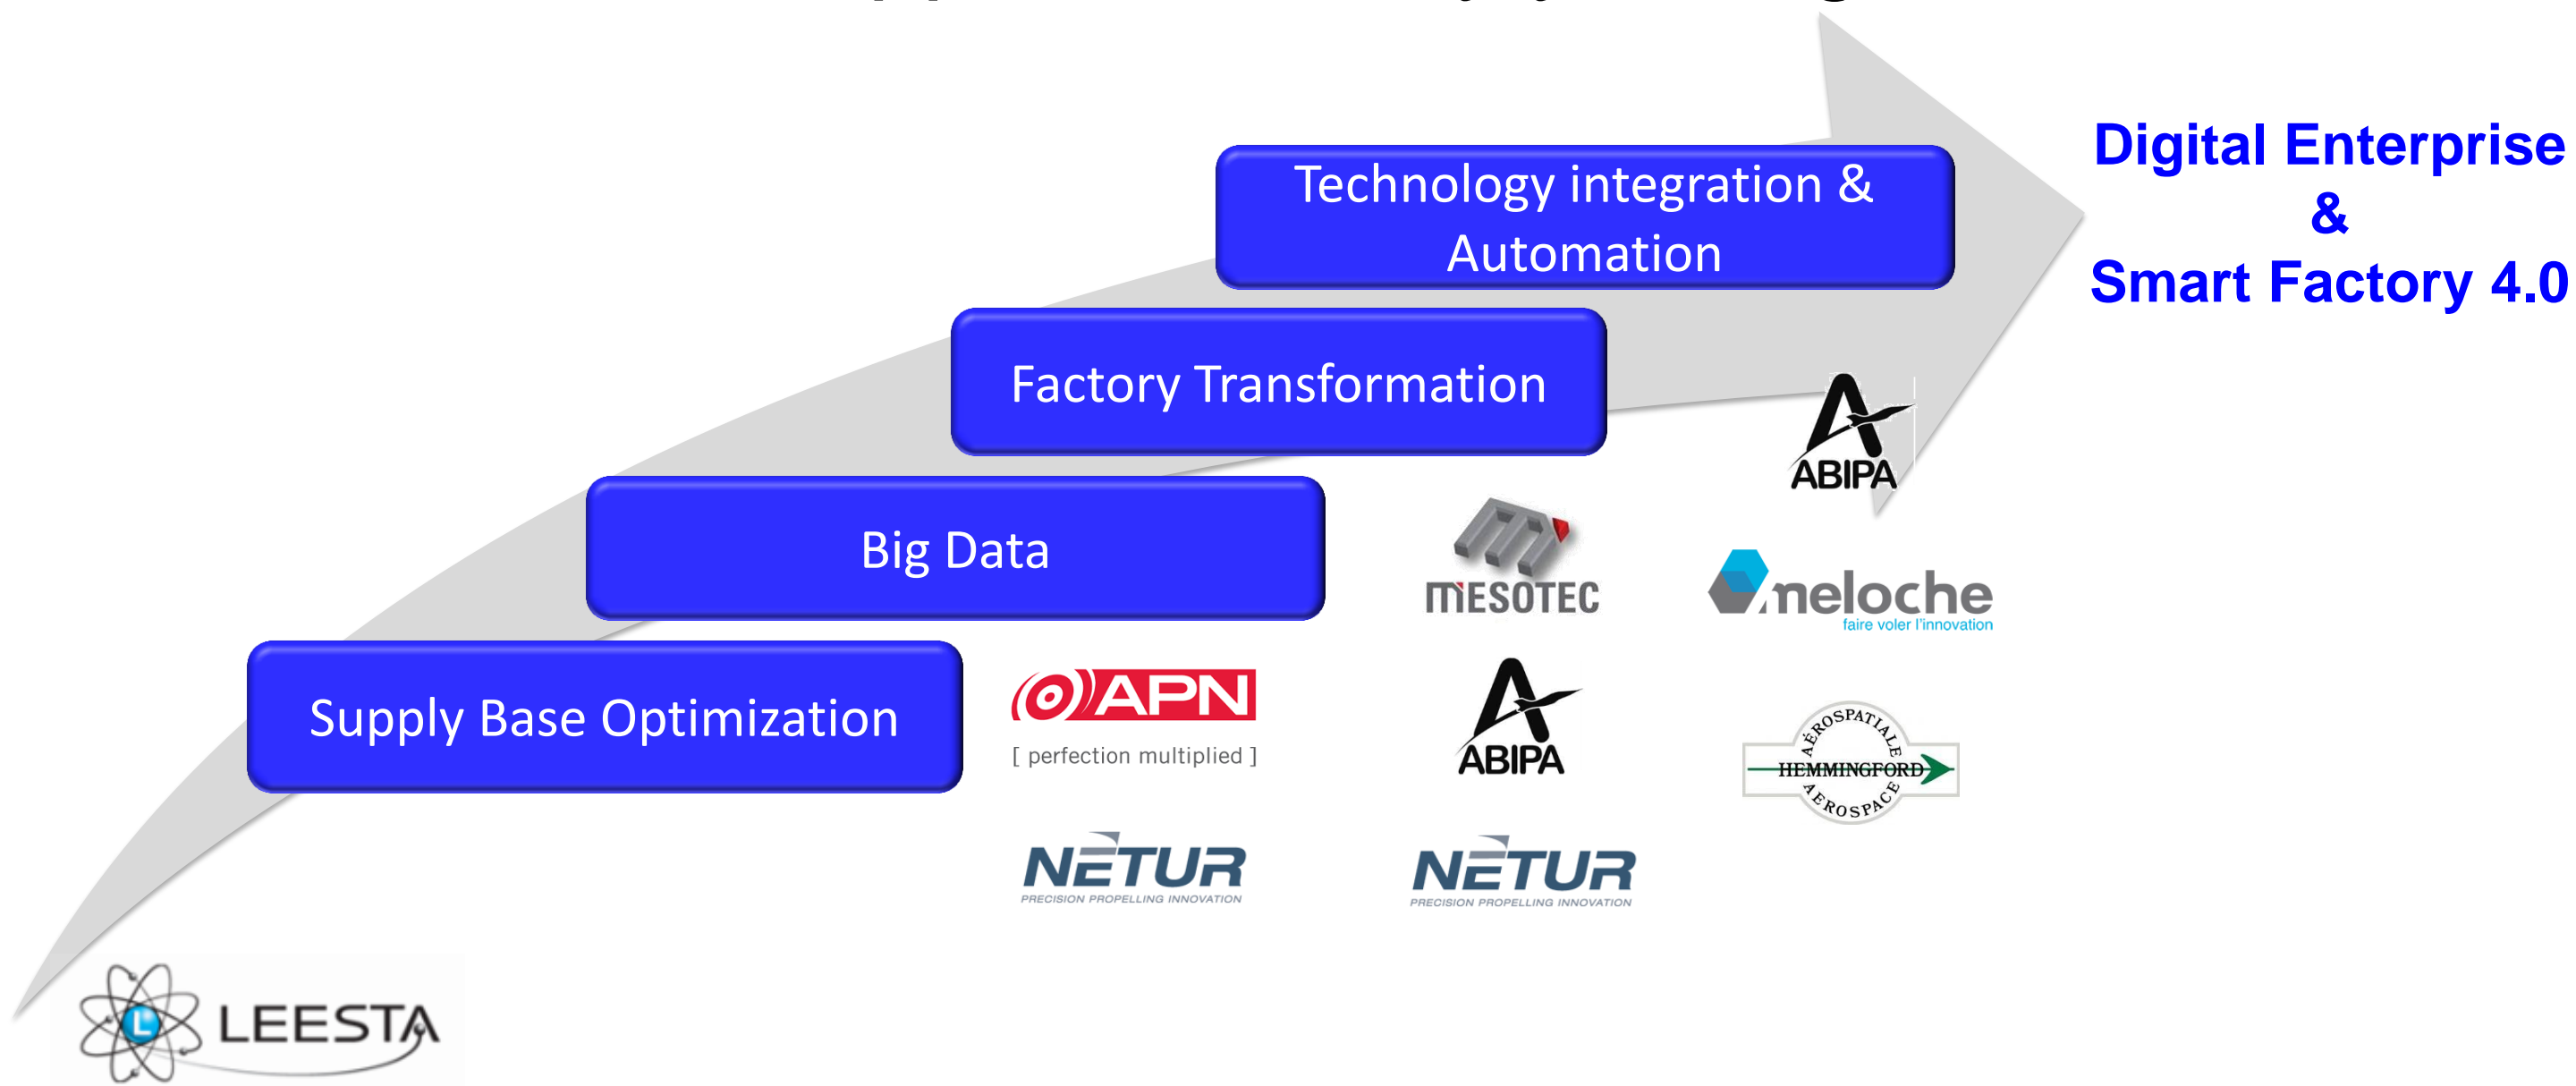 Technology integration &
Automation
Digital Enterprise
&
Smart Factory 4.0
Factory Transformation
ABIPA
Big Data
mESOTEC
meloche
faire voler l'innovation
Supply Base Optimization
APN
[ perfection multiplied ]
ABIPA
AÉROSPATIALE
HEMMINGFORD
AEROSPACE
NETUR
PRECISION PROPELLING INNOVATION
NETUR
PRECISION PROPELLING INNOVATION
L LEESTA